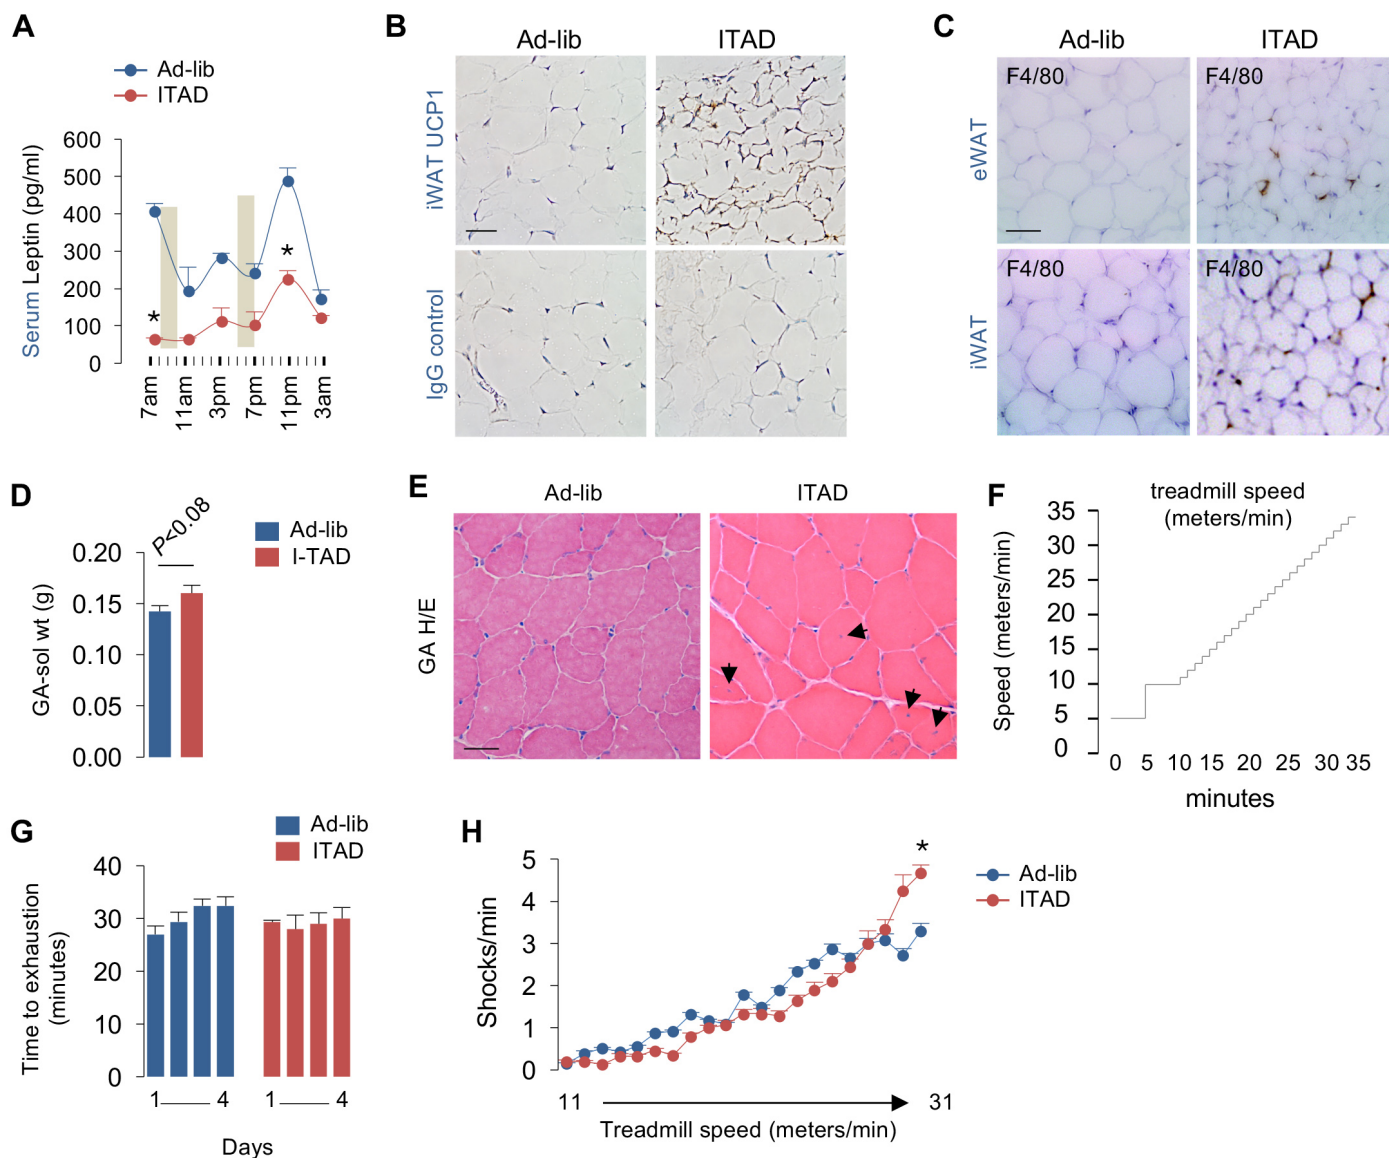 A
Ad-lib
ITAD
Serum Leptin (pg/ml)
600
500
400
300
200
100
0
*
*
7am
11am
3pm
7pm
11pm
3am
B
Ad-lib
ITAD
iWAT UCP1
IgG control
C
Ad-lib
ITAD
eWAT
F4/80
F4/80
iWAT
F4/80
F4/80
D
P<0.08
Ad-lib
I-TAD
GA-sol wt (g)
0.20
0.15
0.10
0.05
0.00
E
Ad-lib
ITAD
GA H/E
F
treadmill speed
(meters/min)
Speed (meters/min)
35
30
25
20
15
10
5
0
0 5 10 15 20 25 30 35
minutes
G
Ad-lib
ITAD
Time to exhaustion
(minutes)
40
30
20
10
0
1 4 1 4
Days
H
Ad-lib
ITAD
*
Shocks/min
5
4
3
2
1
0
11 31
Treadmill speed (meters/min)